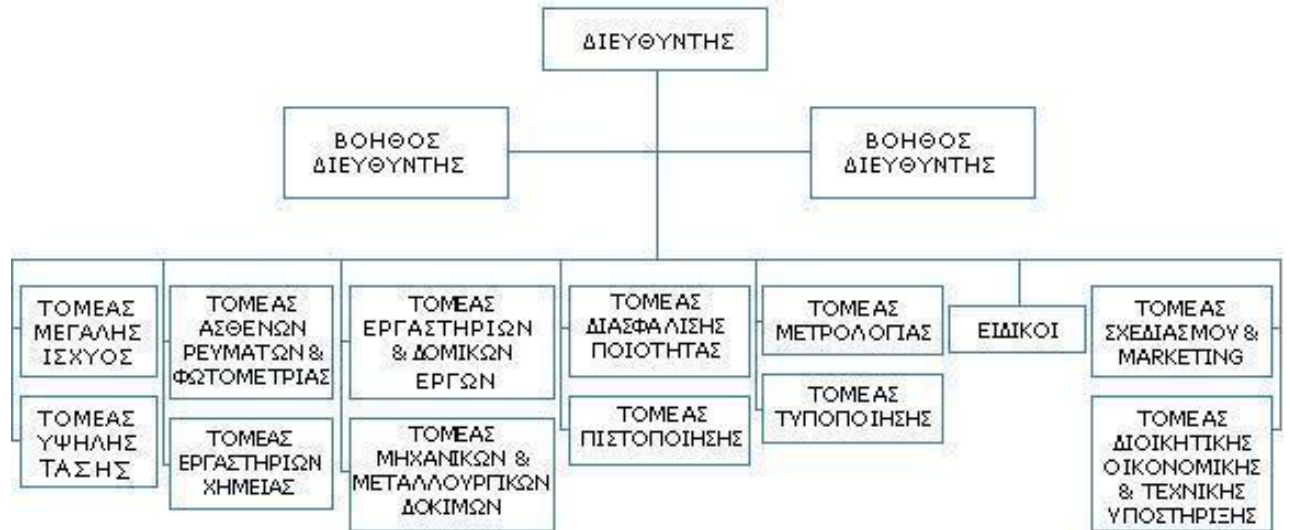 ΔΙΕΥΘΥΝΤΗΣ
ΒΟΗΘΟΣ
ΔΙΕΥΘΥΝΤΗΣ
ΒΟΗΘΟΣ
ΔΙΕΥΘΥΝΤΗΣ
ΤΟΜΕΑΣ
ΜΕΓΑΛΗΣ
ΙΣΧΥΟΣ
ΤΟΜΕΑΣ
ΑΣΘΕΝΩΝ
ΡΕΥΜΑΤΩΝ &
ΦΩΤΟΜΕΤΡΙΑΣ
ΤΟΜΕΑΣ
ΕΡΓΑΣΤΗΡΙΩΝ
& ΔΟΜΙΚΩΝ
ΕΡΓΩΝ
ΤΟΜΕΑΣ
ΔΙΑΣΦΑΛΙΣΗΣ
ΠΟΙΟΤΗΤΑΣ
ΤΟΜΕΑΣ
ΜΕΤΡΟΛΟΓΙΑΣ
ΕΙΔΙΚΟΙ
ΤΟΜΕΑΣ
ΣΧΕΔΙΑΣΜΟΥ &
MARKETING
ΤΟΜΕΑΣ
ΥΨΗΛΗΣ
ΤΑΣΗΣ
ΤΟΜΕΑΣ
ΕΡΓΑΣΤΗΡΙΩΝ
ΧΗΜΕΙΑΣ
ΤΟΜΕΑΣ
ΜΗΧΑΝΙΚΩΝ &
ΜΕΤΑΛΛΟΥΡΓΙΚΩΝ
ΔΟΚΙΜΩΝ
ΤΟΜΕΑΣ
ΠΙΣΤΟΠΟΙΗΣΗΣ
ΤΟΜΕΑΣ
ΤΥΠΟΠΟΙΗΣΗΣ
ΤΟΜΕΑΣ
ΔΙΟΙΚΗΤΙΚΗΣ
ΟΙΚΟΝΟΜΙΚΗΣ
& ΤΕΧΝΙΚΗΣ
ΥΠΟΣΤΗΡΙΞΗΣ